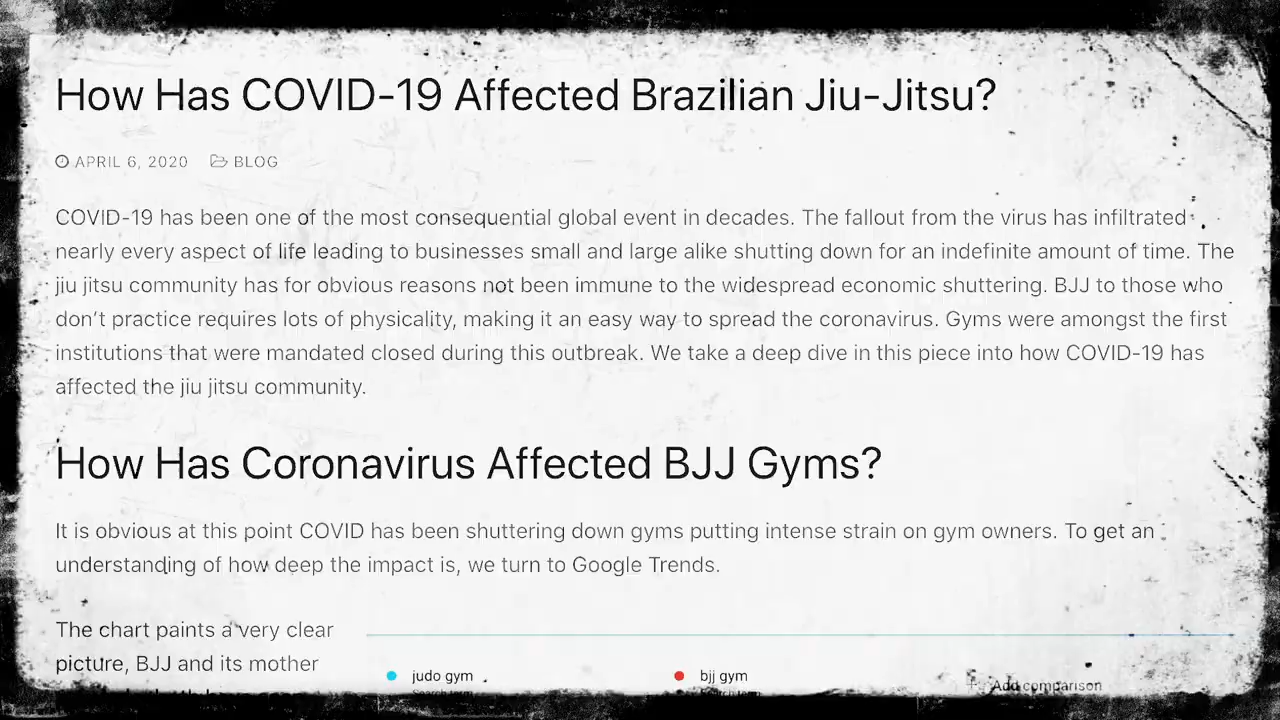 How Has COVID-19 Affected Brazilian Jiu-Jitsu?
APRIL 6, 2020 BLOG
COVID-19 has been one of the most consequential global event in decades. The fallout from the virus has infiltrated
nearly every aspect of life leading to businesses small and large alike shutting down for an indefinite amount of time. The
jiu jitsu community has for obvious reasons not been immune to the widespread economic shuttering. BJJ to those who
don't practice requires lots of physicality, making it an easy way to spread the coronavirus. Gyms were amongst the first
institutions that were mandated closed during this outbreak. We take a deep dive in this piece into how COVID-19 has
affected the jiu jitsu community.
How Has Coronavirus Affected BJJ Gyms?
It is obvious at this point COVID has been shuttering down gyms putting intense strain on gym owners. To get an
understanding of how deep the impact is, we turn to Google Trends.
The chart paints a very clear
picture, BJJ and its mother
judo gym
bjj gym
Add comparison
Search term
Search term